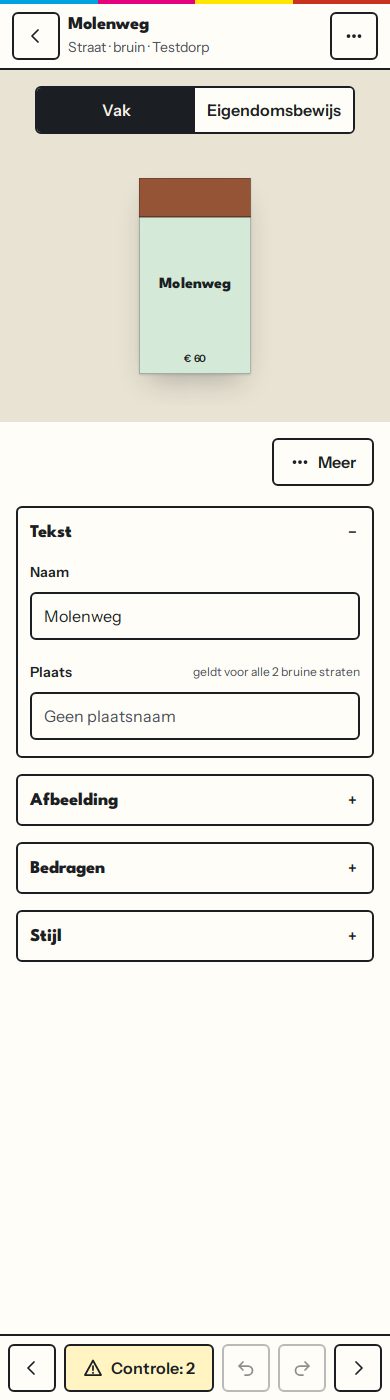 Molenweg
Straat · bruin · Testdorp
Vak
Eigendomsbewijs
Molenweg
€ 60
Meer
Tekst
Naam
Molenweg
Plaats geldt voor alle 2 bruine straten
Geen plaatsnaam
Afbeelding +
Bedragen +
Stijl +
Controle: 2